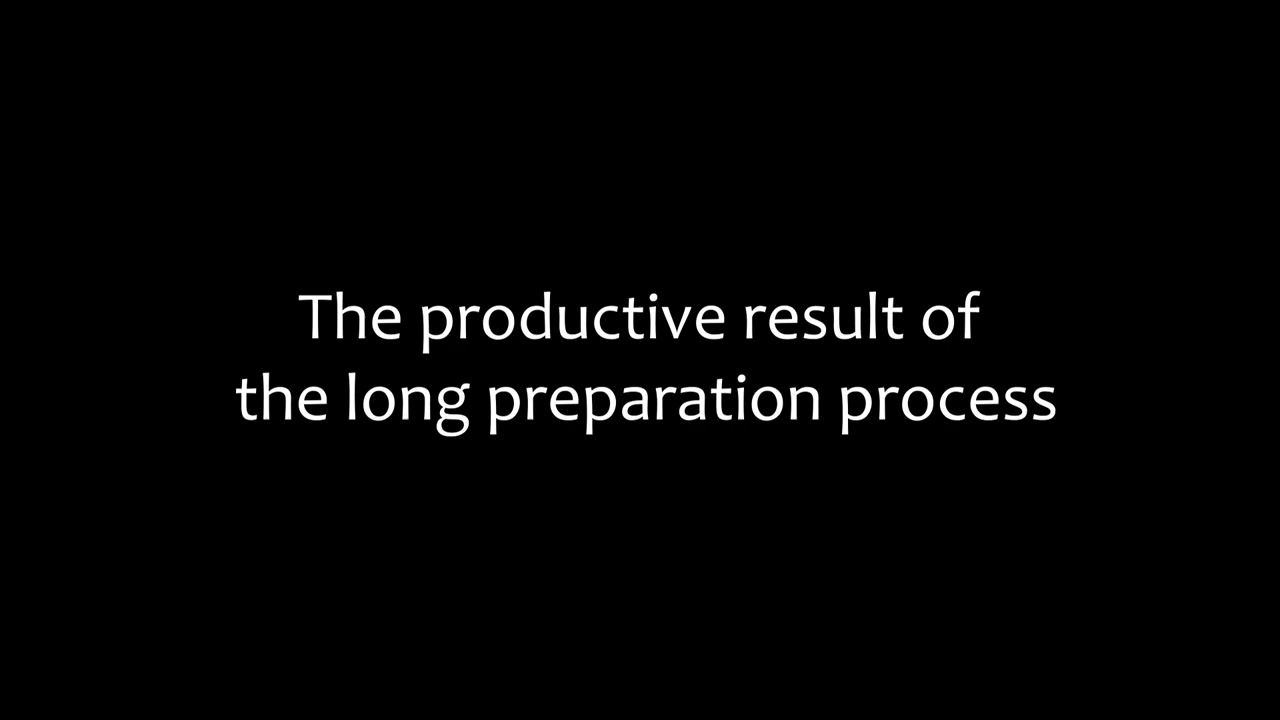 The productive result of
the long preparation process